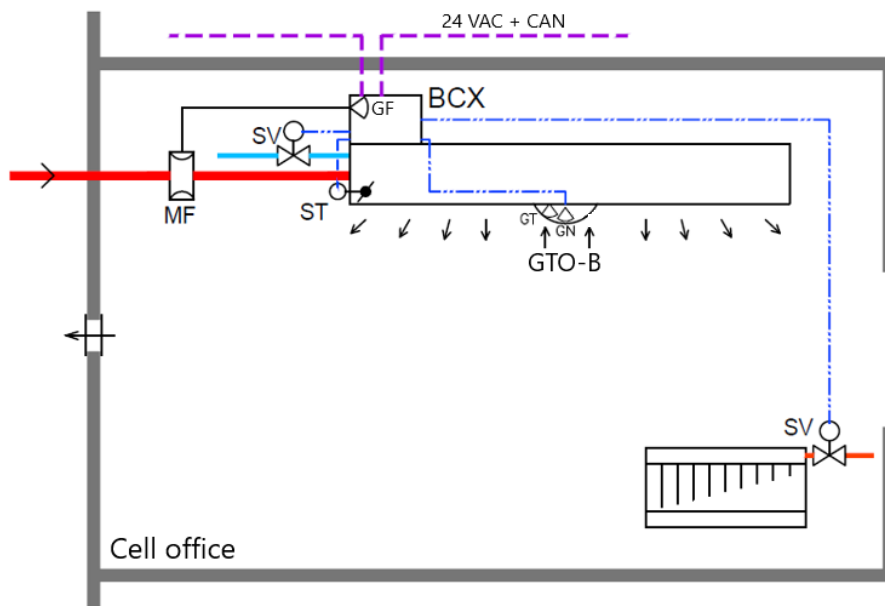 24 VAC + CAN
BCX
GF
SV
MF
ST
GT
GN
GTO-B
SV
Cell office